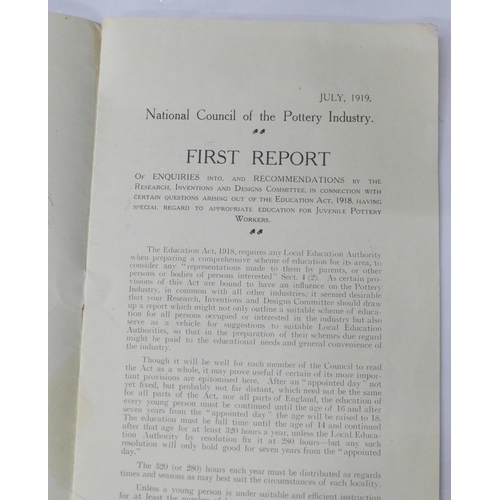 JULY, 1919.
National Council of the Pottery Industry.
FIRST REPORT
OF ENQUIRIES INTO, AND RECOMMENDATIONS BY THE
RESEARCH, INVENTIONS AND DESIGNS COMMITTEE, IN CONNECTION WITH
CERTAIN QUESTIONS ARISING OUT OF THE EDUCATION ACT, 1918, HAVING
SPECIAL REGARD TO APPROPRIATE EDUCATION FOR JUVENILE POTTERY
WORKERS.
The Education Act, 1918, requires any Local Education Authority
when preparing a comprehensive scheme of education for its area, to
consider any "representations made to them by parents, or other
persons or bodies of persons interested" Sect. 4 (2). As certain pro-
visions of this Act are bound to have an influence on the Pottery
Industry, in common with all other industries, it seemed desirable
that your Research, Inventions and Designs Committee should draw
up a report which might not only outline a suitable scheme of educa-
tion for all persons occupied or interested in the industry but also
serve as a vehicle for suggestions to suitable Local Education
Authorities, so that in the preparation of their schemes due regard
might be paid to the educational needs and general convenience of
the industry.
Though it will be well for each member of the Council to read
the Act as a whole, it may prove useful if certain of its more impor-
tant provisions are epitomised here. After an "appointed day" not
yet fixed, but probably not far distant, which need not be the same
for all parts of the Act, nor all parts of England, the education of
every young person must be continued until the age of 16 and after
seven years from the "appointed day" the age will be raised to 18.
The education must be full time until the age of 14 and continued
after that age for at least 320 hours a year, unless the Local Educa-
tion Authority by resolution fix it at 280 hours—but any such
resolution will only hold good for seven years from the "appointed
day."
The 320 (or 280) hours each year must be distributed as regards
times and seasons as may best suit the circumstances of each locality.
Unless a young person is under suitable and efficient instruction
for at least the number of